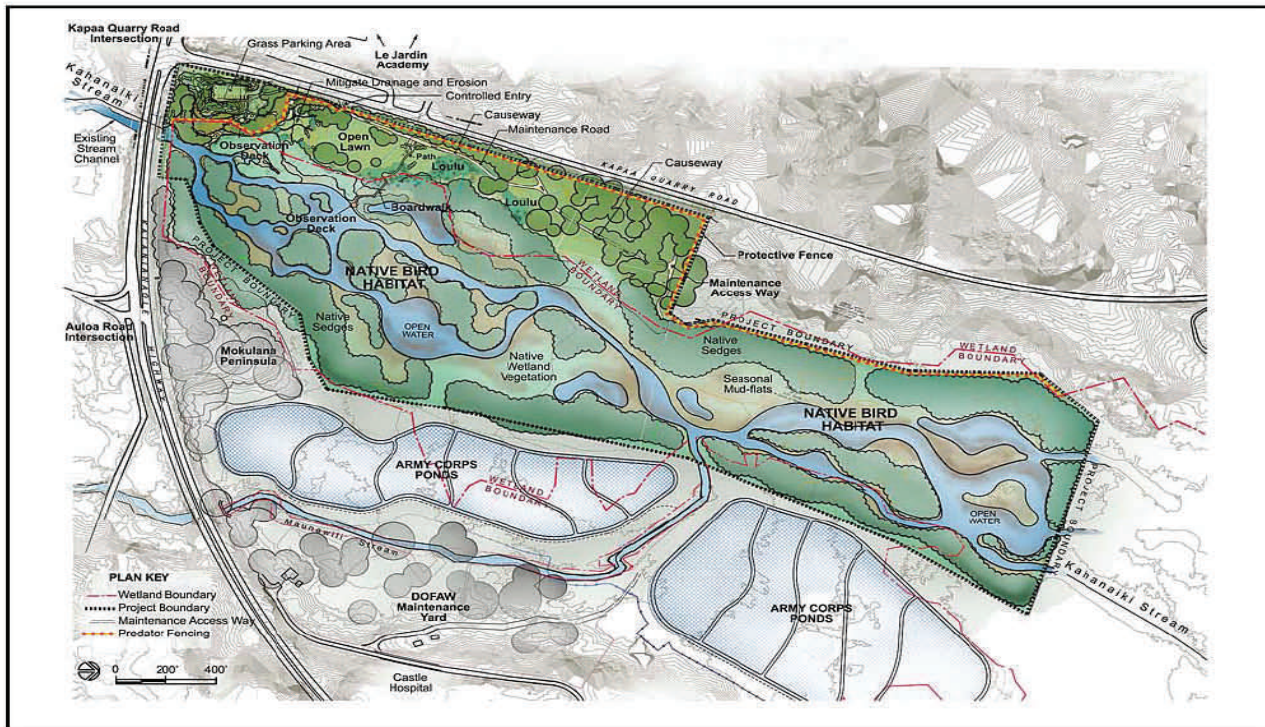 Kapaa Quarry Road
Intersection
Grass Parking Area
Le Jardin
Academy
Kahanaiki
Stream
Mitigate Drainage and Erosion
Controlled Entry
Causeway
Maintenance Road
Existing
Stream
Channel
Observation
Deck
Open
Lawn
Path
Loulu
Causeway
KAPAA QUARRY ROAD
Loulu
Boardwalk
Observation
Deck
Protective Fence
Maintenance
Access Way
KALANIANAOLE HIGHWAY
PROJECT BOUNDARY
WETLAND
BOUNDARY
WETLAND
BOUNDARY
NATIVE BIRD
HABITAT
PROJECT BOUNDARY
WETLAND
BOUNDARY
Auloa Road
Intersection
Native
Sedges
OPEN
WATER
Native
Sedges
Mokulana
Peninsula
Native
Wetland
Vegetation
Seasonal
Mud-flats
NATIVE BIRD
HABITAT
ARMY CORPS
PONDS
WETLAND
BOUNDARY
PROJECT BOUNDARY
OPEN
WATER
Maunawili Stream
Kahanaiki Stream
PLAN KEY
Wetland Boundary
Project Boundary
Maintenance Access Way
Predator Fencing
DOFAW
Maintenance
Yard
ARMY CORPS
PONDS
0 200' 400'
Castle
Hospital